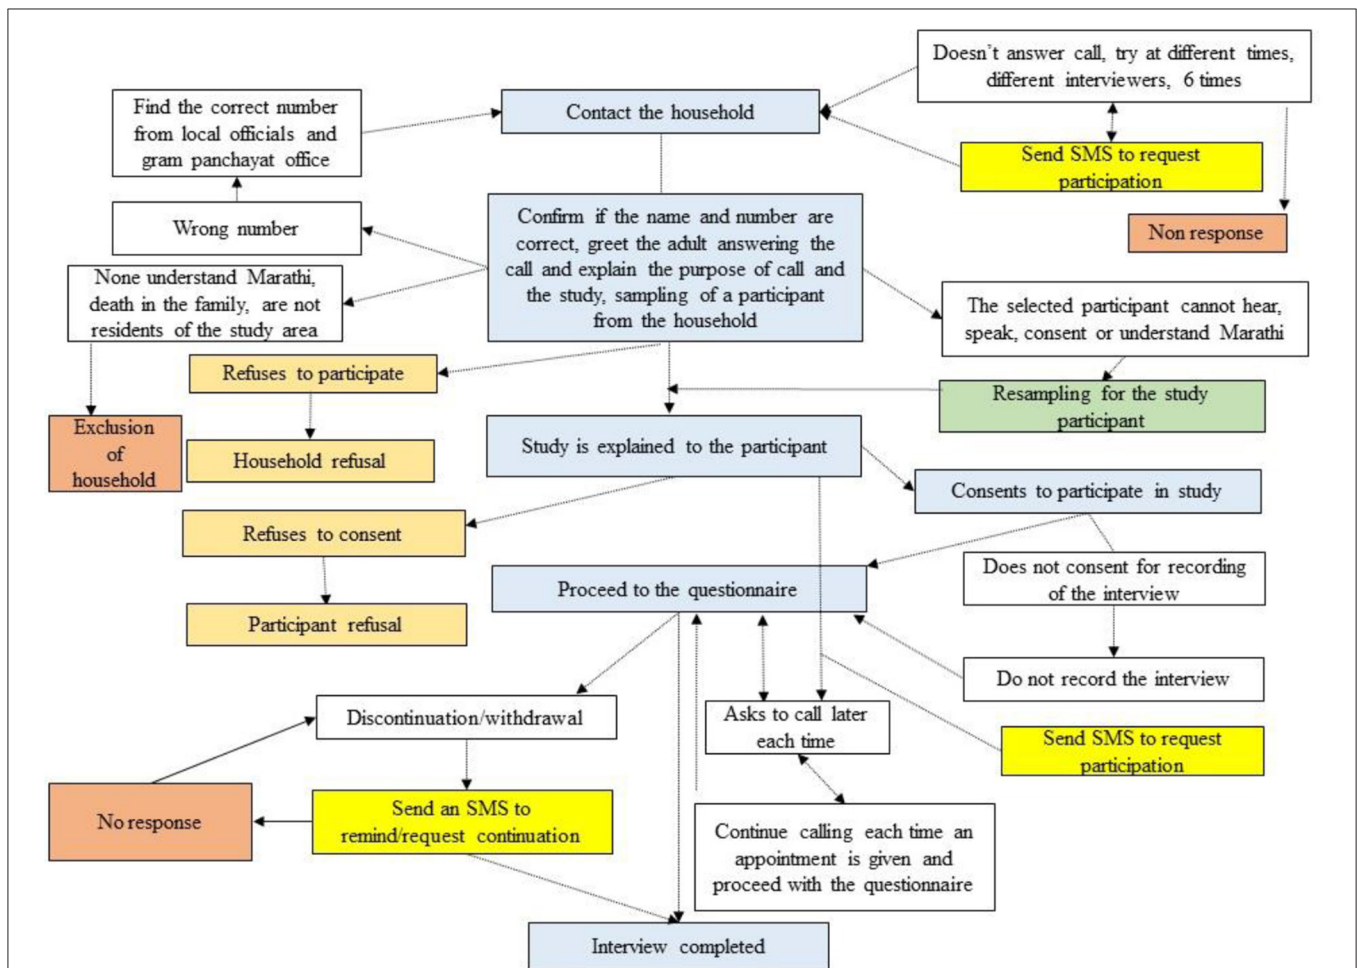 Doesn't answer call, try at different times,
different interviewers, 6 times
Find the correct number
from local officials and
gram panchayat office
Contact the household
Send SMS to request
participation
Wrong number
Confirm if the name and number are
correct, greet the adult answering the
call and explain the purpose of call and
the study, sampling of a participant
from the household
Non response
None understand Marathi,
death in the family, are not
residents of the study area
The selected participant cannot hear,
speak, consent or understand Marathi
Refuses to participate
Resampling for the study
participant
Exclusion
of
household
Household refusal
Study is explained to the participant
Consents to participate in study
Refuses to consent
Does not consent for recording
of the interview
Proceed to the questionnaire
Participant refusal
Do not record the interview
Discontinuation/withdrawal
Asks to call later
each time
Send SMS to request
participation
No response
Send an SMS to
remind/request continuation
Continue calling each time an
appointment is given and
proceed with the questionnaire
Interview completed